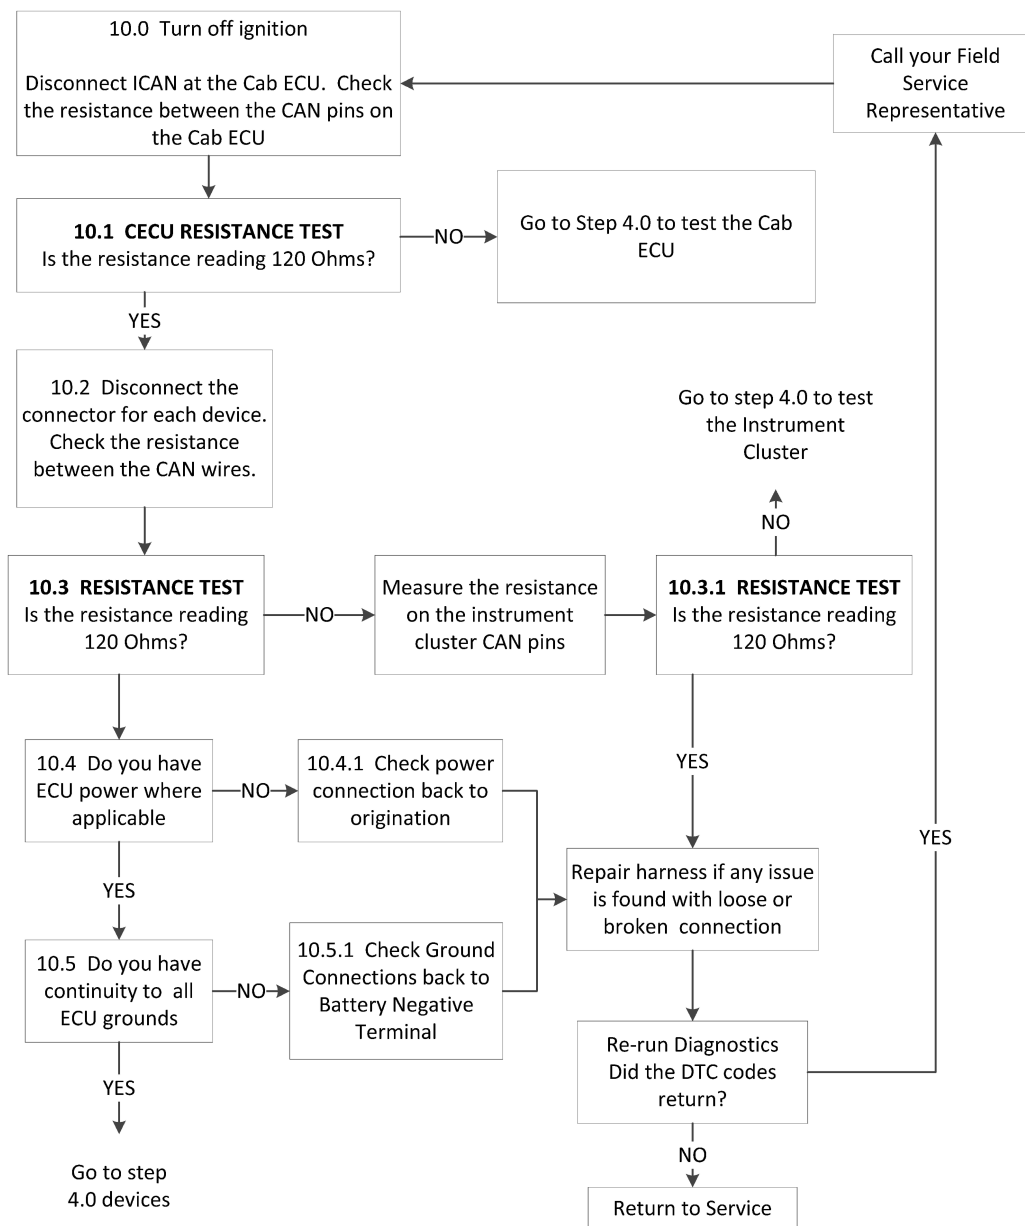 10.0  Turn off ignition
Disconnect ICAN at the Cab ECU.  Check
the resistance between the CAN pins on
the Cab ECU
Call your Field
Service
Representative
10.1  CECU RESISTANCE TEST
Is the resistance reading 120 Ohms?
NO
Go to Step 4.0 to test the Cab
ECU
YES
10.2  Disconnect the
connector for each device.
Check the resistance
between the CAN wires.
Go to step 4.0 to test
the Instrument
Cluster
NO
10.3  RESISTANCE TEST
Is the resistance reading
120 Ohms?
NO
Measure the resistance
on the instrument
cluster CAN pins
10.3.1  RESISTANCE TEST
Is the resistance reading
120 Ohms?
YES
10.4  Do you have
ECU power where
applicable
NO
10.4.1  Check power
connection back to
origination
YES
YES
Repair harness if any issue
is found with loose or
broken  connection
10.5  Do you have
continuity to  all
ECU grounds
NO
10.5.1  Check Ground
Connections back to
Battery Negative
Terminal
YES
Re-run Diagnostics
Did the DTC codes
return?
NO
Go to step
4.0 devices
Return to Service